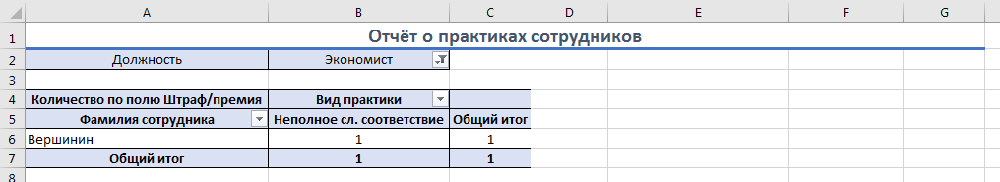 A B C D E F G
1 Отчёт о практиках сотрудников
2 Должность Экономист
3
4 Количество по полю Штраф/премия Вид практики
5 Фамилия сотрудника Неполное сл. соответствие Общий итог
6 Вершинин 1 1
7 Общий итог 1 1
8